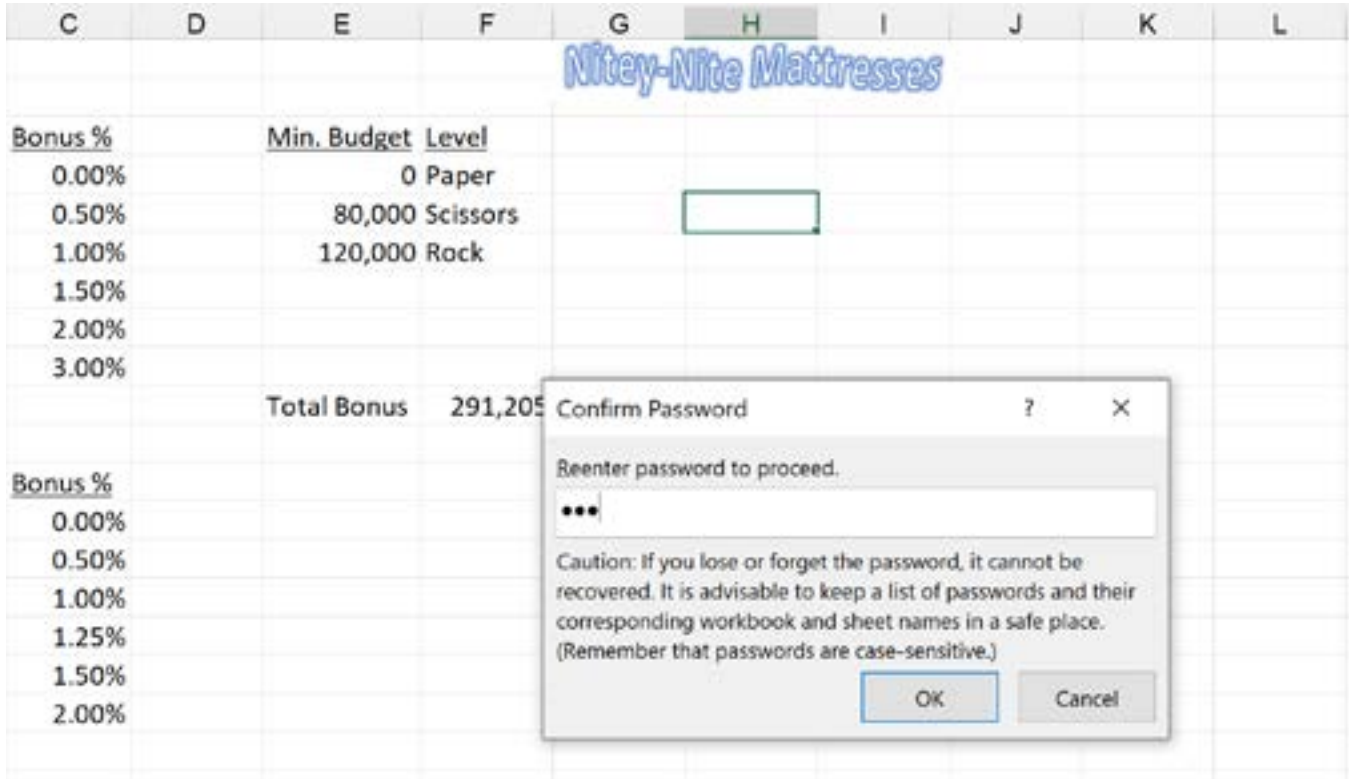 C D E F G H I J K L
Nitey-Nite Mattresses
Bonus % Min. Budget Level
0.00% 0 Paper
0.50% 80,000 Scissors
1.00% 120,000 Rock
1.50%
2.00%
3.00%
Total Bonus 291,205
Bonus %
0.00%
0.50%
1.00%
1.25%
1.50%
2.00%
Confirm Password ? ×
Reenter password to proceed.
•••
Caution: If you lose or forget the password, it cannot be
recovered. It is advisable to keep a list of passwords and their
corresponding workbook and sheet names in a safe place.
(Remember that passwords are case-sensitive.)
OK Cancel